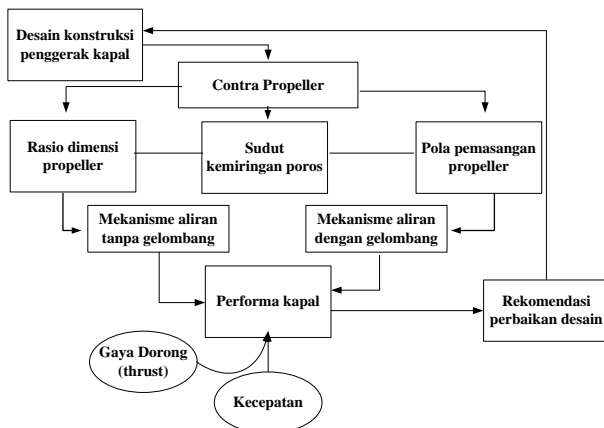 Desain konstruksi
penggerak kapal
Contra Propeller
Rasio dimensi
propeller
Sudut
kemiringan poros
Pola pemasangan
propeller
Mekanisme aliran
tanpa gelombang
Mekanisme aliran
dengan gelombang
Performa kapal
Rekomendasi
perbaikan desain
Gaya Dorong
(thrust)
Kecepatan